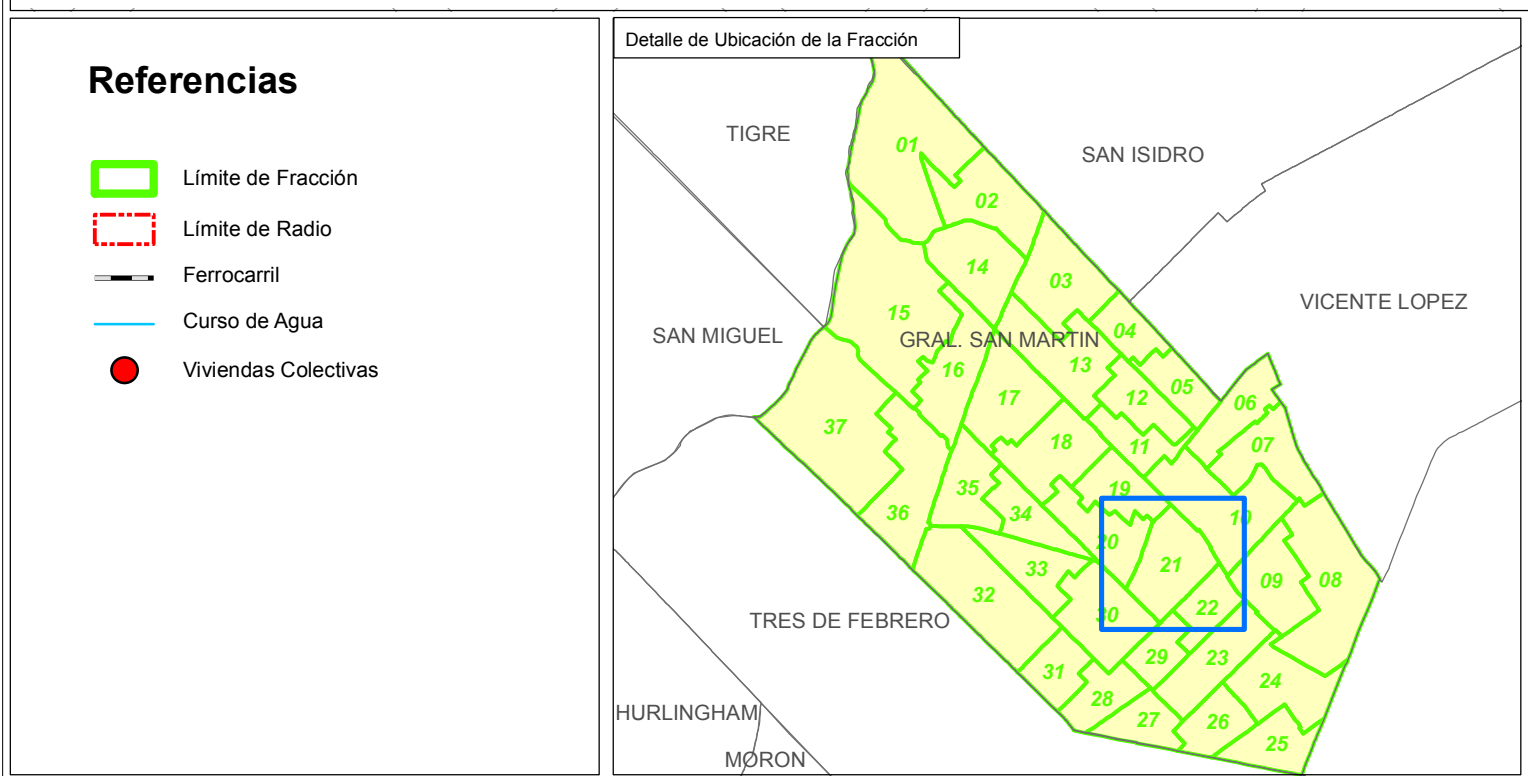 Referencias
Límite de Fracción
Límite de Radio
Ferrocarril
Curso de Agua
Viviendas Colectivas
Detalle de Ubicación de la Fracción
TIGRE
SAN ISIDRO
VICENTE LOPEZ
SAN MIGUEL
GRAL. SAN MARTIN
TRES DE FEBRERO
HURLINGHAM
MORON
01
02
03
04
05
06
07
08
09
10
11
12
13
14
15
16
17
18
19
20
21
22
23
24
25
26
27
28
29
30
31
32
33
34
35
36
37